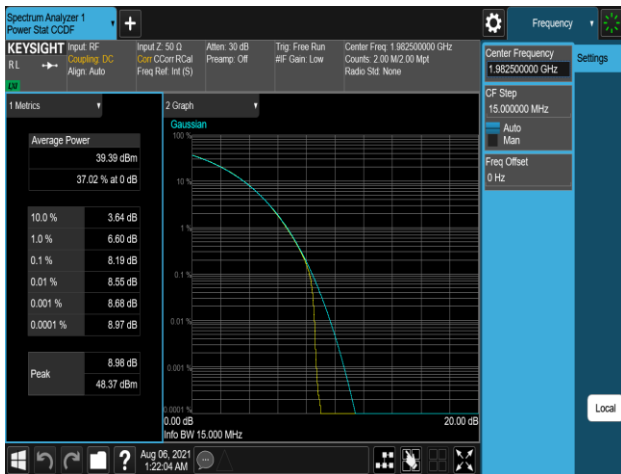 Spectrum Analyzer 1
Power Stat CCDF
+
Frequency
KEYSIGHT
RL
LXI
Input: RF
Coupling: DC
Align: Auto
Input Z: 50 Ω
Corr CCorr RCal
Freq Ref: Int (S)
Atten: 30 dB
Preamp: Off
Trig: Free Run
#IF Gain: Low
Center Freq: 1.982500000 GHz
Counts: 2.00 M/2.00 Mpt
Radio Std: None
Center Frequency
1.982500000 GHz
Settings
CF Step
15.000000 MHz
Auto
Man
Freq Offset
0 Hz
1 Metrics
Average Power
39.39 dBm
37.02 % at 0 dB
10.0 % 3.64 dB
1.0 % 6.60 dB
0.1 % 8.19 dB
0.01 % 8.55 dB
0.001 % 8.68 dB
0.0001 % 8.97 dB
Peak
8.98 dB
48.37 dBm
2 Graph
Gaussian
100 %
10 %
1 %
0.1 %
0.01 %
0.001 %
0.0001 %
0.00 dB 20.00 dB
Info BW 15.000 MHz
Local
?
Aug 06, 2021
1:22:04 AM